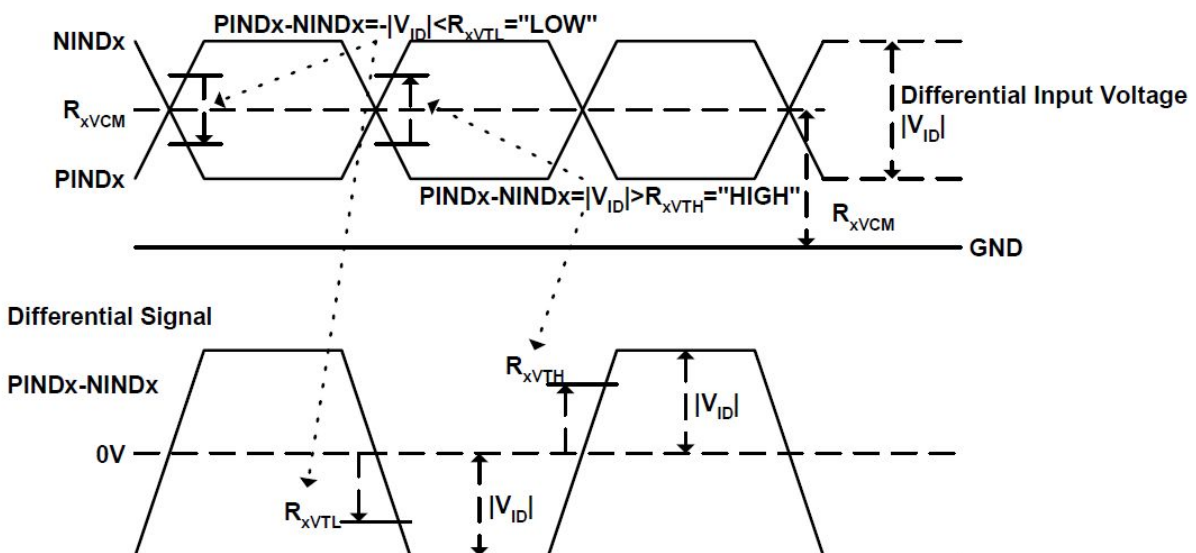 PINDx-NINDx=-|VID|<RxVTL="LOW"
NINDx
RxVCM
Differential Input Voltage
|VID|
PINDx
PINDx-NINDx=|VID|>RxVTH="HIGH"
RxVCM
GND
Differential Signal
RxVTH
PINDx-NINDx
|VID|
0V
RxVTL
|VID|